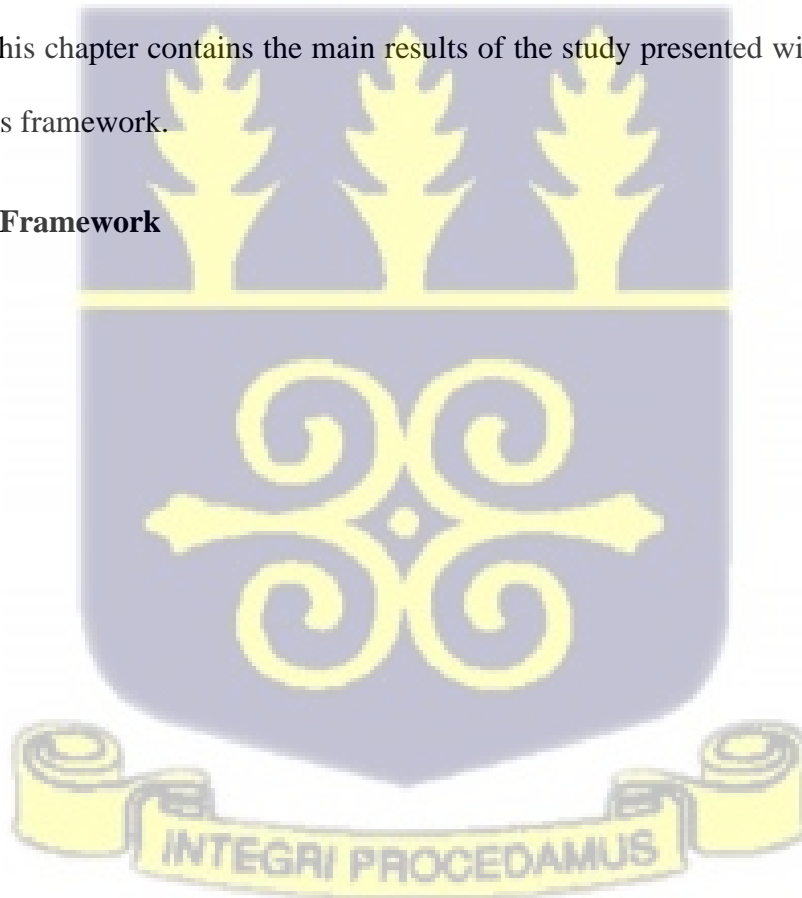 his chapter contains the main results of the study presented wi
s framework.
Framework
INTEGRI PROCEDAMUS